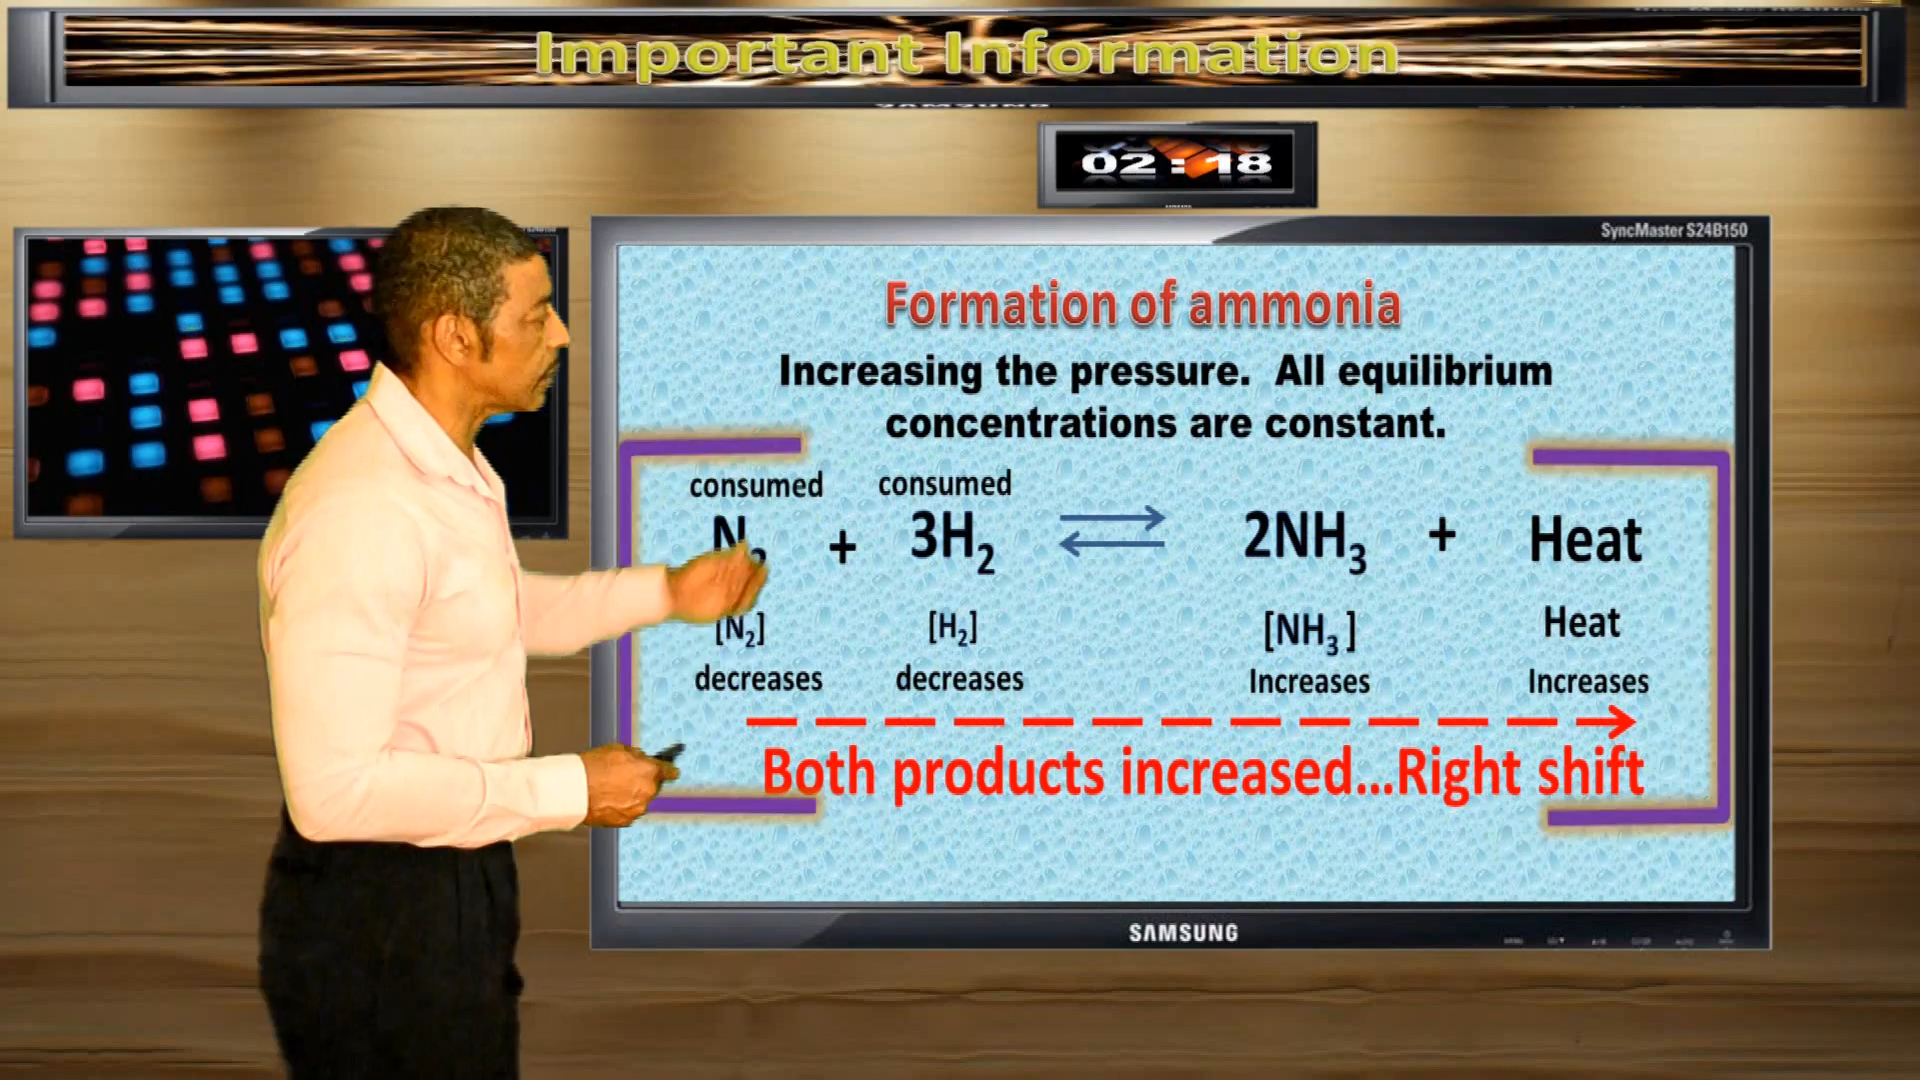 Important Information
SAMSUNG
02:18
SyncMaster S24B150
Formation of ammonia
Increasing the pressure. All equilibrium
concentrations are constant.
consumed consumed
N₂ + 3H₂ ⇌ 2NH₃ + Heat
[N₂] [H₂] [NH₃] Heat
decreases decreases Increases Increases
Both products increased...Right shift
SAMSUNG